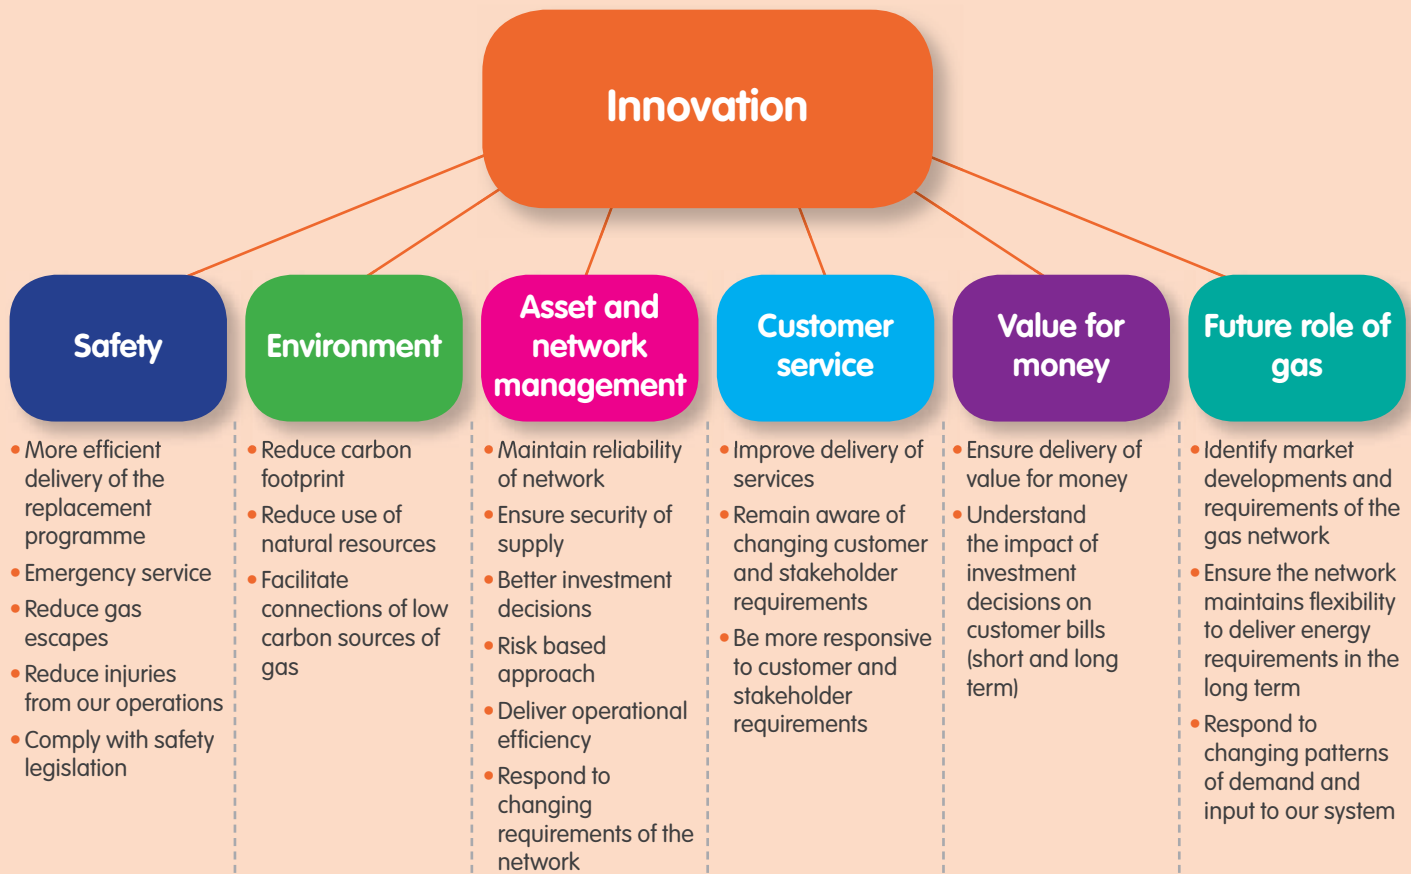 Innovation
Safety
• More efficient
delivery of the
replacement
programme
• Emergency service
• Reduce gas
escapes
• Reduce injuries
from our operations
• Comply with safety
legislation
Environment
• Reduce carbon
footprint
• Reduce use of
natural resources
• Facilitate
connections of low
carbon sources of
gas
Asset and
network
management
• Maintain reliability
of network
• Ensure security of
supply
• Better investment
decisions
• Risk based
approach
• Deliver operational
efficiency
• Respond to
changing
requirements of the
network
Customer
service
• Improve delivery of
services
• Remain aware of
changing customer
and stakeholder
requirements
• Be more responsive
to customer and
stakeholder
requirements
Value for
money
• Ensure delivery of
value for money
• Understand
the impact of
investment
decisions on
customer bills
(short and long
term)
Future role of
gas
• Identify market
developments and
requirements of the
gas network
• Ensure the network
maintains flexibility
to deliver energy
requirements in the
long term
• Respond to
changing patterns
of demand and
input to our system